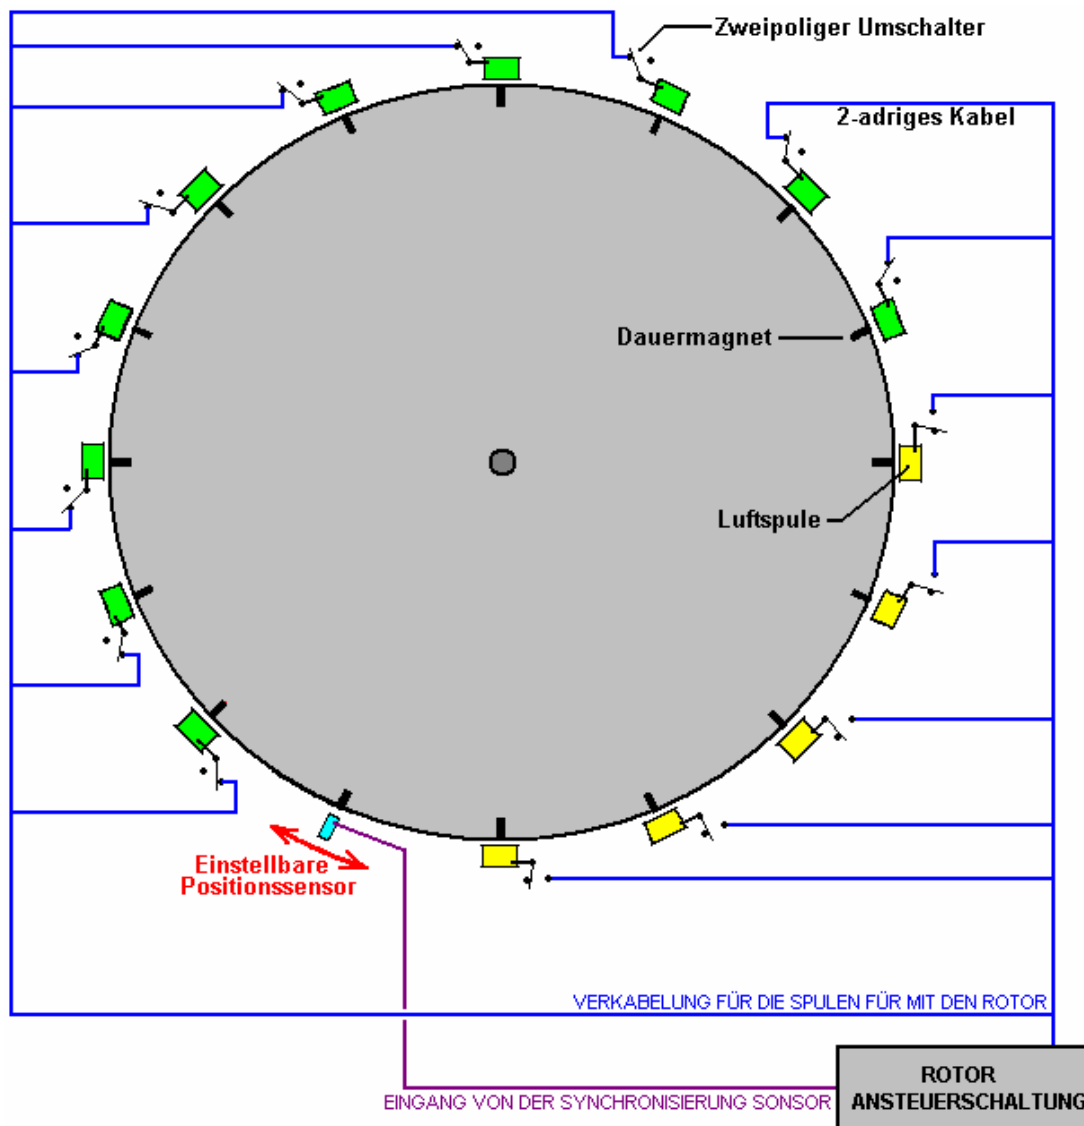 Zweipoliger Umschalter
2-adriges Kabel
Dauermagnet
Luftspule
Einstellbare
Positionssensor
VERKABELUNG FÜR DIE SPULEN FÜR MIT DEN ROTOR
ROTOR
ANSTEUERSCHALTUNG
EINGANG VON DER SYNCHRONISIERUNG SONSOR